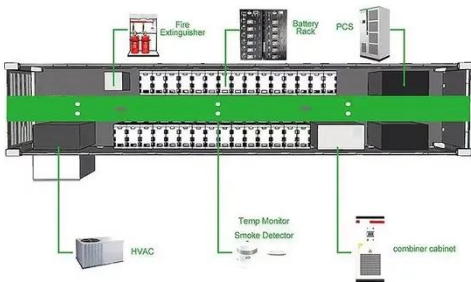 Fire
Extinguisher
Battery
Rack
PCS
HVAC
Temp Monitor
Smoke Detector
combiner cabinet